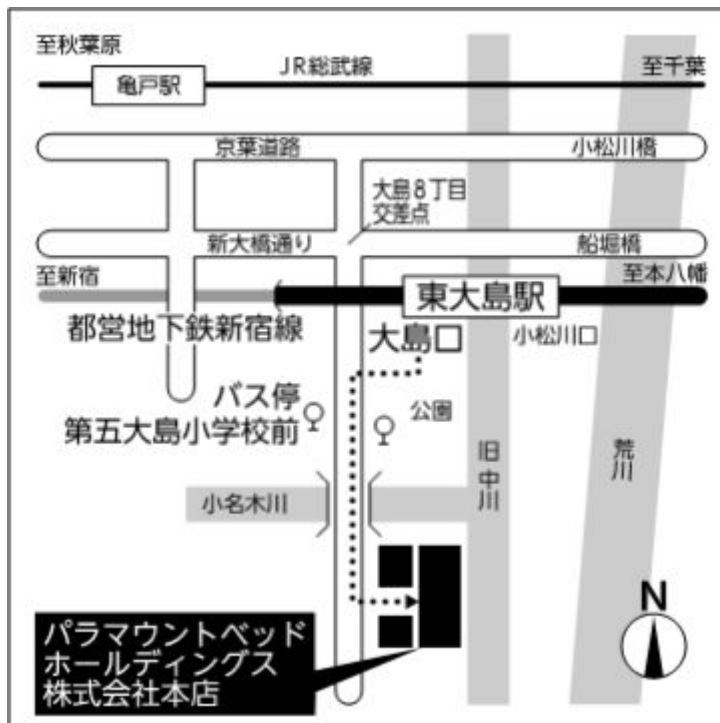 至秋葉原
JR総武線
至千葉
亀戸駅
京葉道路
小松川橋
大島8丁目
交差点
新大橋通り
船堀橋
至新宿
至本八幡
東大島駅
都営地下鉄新宿線
大島口
小松川口
バス停
第五大島小学校前
公園
旧中川
荒川
小名木川
N
パラマウントベッド
ホールディングス
株式会社本店